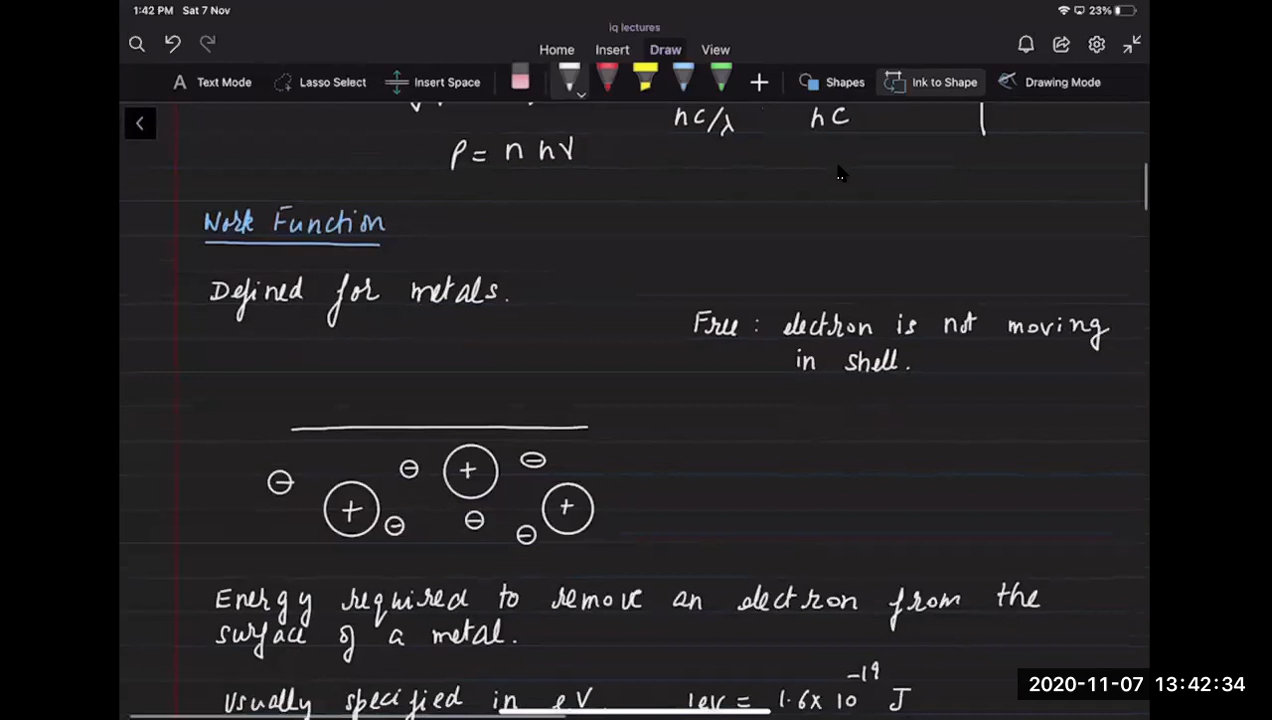 1:42 PM Sat 7 Nov
23%
iq lectures
Home Insert Draw View
Text Mode Lasso Select Insert Space Shapes Ink to Shape Drawing Mode
hc/λ hc
P = n hν
Work Function
Defined for metals.
Free : electron is not moving
in shell.
+ + +
Energy required to remove an electron from the
surface of a metal.
Usually specified in eV 1ev = 1.6 x 10⁻¹⁹ J
2020-11-07 13:42:34